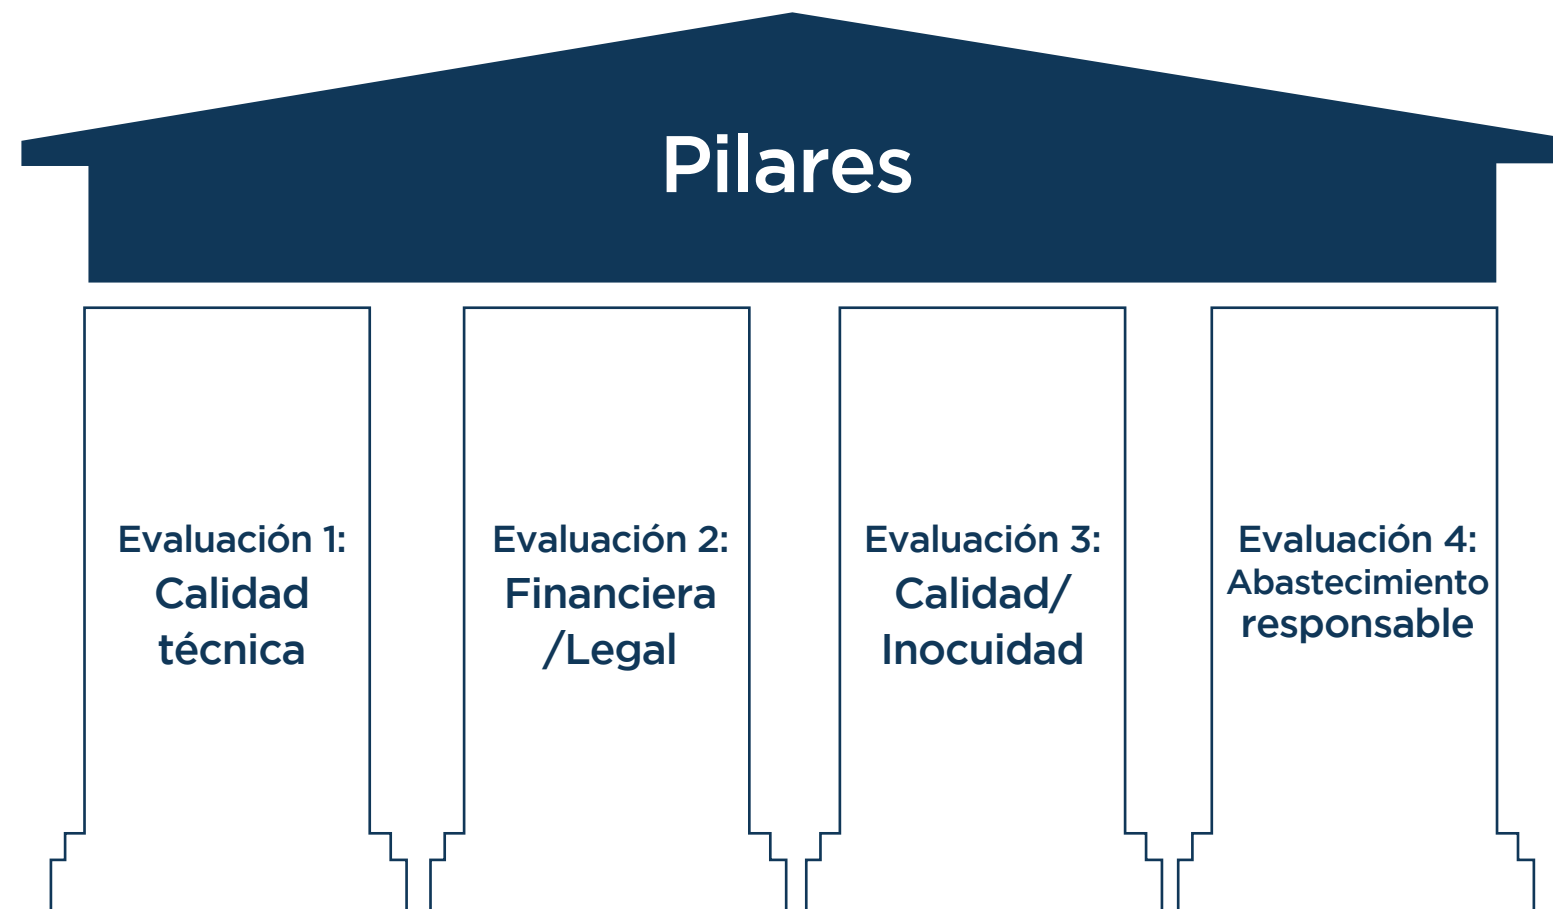 Pilares
Evaluación 1:
Calidad
técnica
Evaluación 2:
Financiera
/Legal
Evaluación 3:
Calidad/
Inocuidad
Evaluación 4:
Abastecimiento
responsable